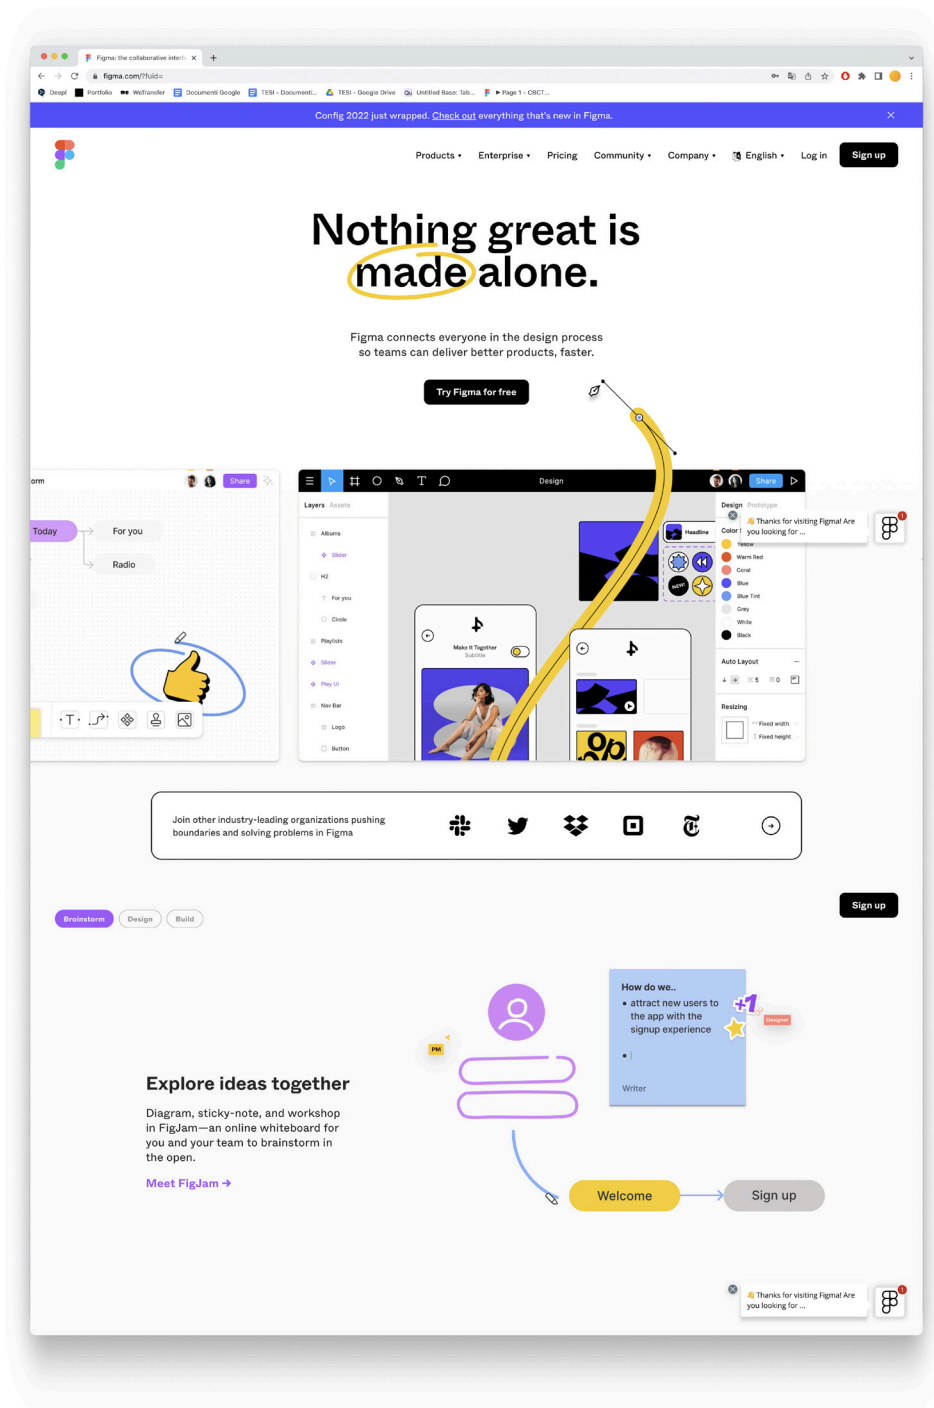 Figma: the collaborative interfa
figma.com/?fuid=
Deepl Portfolio WeTransfer Documenti Google TESI - Documenti... TESI - Google Drive Untitled Base: Tab... ►Page 1 – CBCT...
Config 2022 just wrapped. Check out everything that's new in Figma.
Products Enterprise Pricing Community Company English Log in Sign up
Nothing great is
made alone.
Figma connects everyone in the design process
so teams can deliver better products, faster.
Try Figma for free
orm
Share
Today
For you
Radio
T
Design
Share
Layers Assets
Albums
Slider
H2
For you
Circle
Playlists
Slider
Play UI
Nav Bar
Logo
Button
Make It Together
Subtitle
Headline
NEW!
Design Prototype
Color
Yellow
Warm Red
Coral
Blue
Blue Tint
Grey
White
Black
Auto Layout
5 0
Resizing
Fixed width
Fixed height
👋 Thanks for visiting Figma! Are
you looking for ...
1
Join other industry-leading organizations pushing
boundaries and solving problems in Figma
Sign up
Brainstorm Design Build
How do we..
• attract new users to
the app with the
signup experience
•
Writer
+1
Designer
PM
Explore ideas together
Diagram, sticky-note, and workshop
in FigJam—an online whiteboard for
you and your team to brainstorm in
the open.
Meet FigJam →
Welcome
Sign up
👋 Thanks for visiting Figma! Are
you looking for ...
1